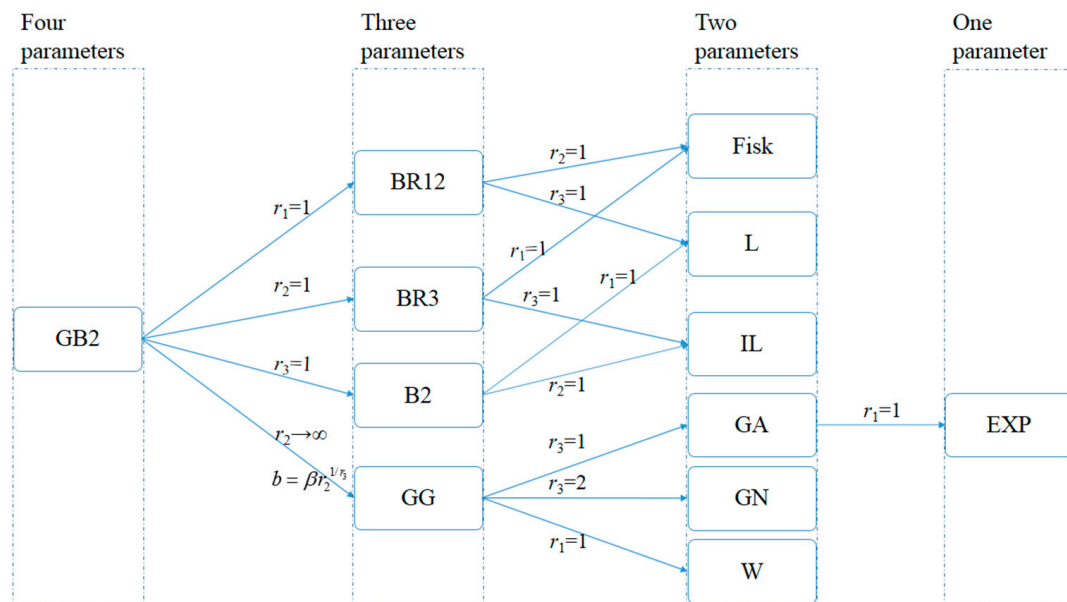 Four
parameters
Three
parameters
Two
parameters
One
parameter
GB2
r₁=1
r₂=1
r₃=1
r₂→∞
b = βr₂^{1/r₃}
BR12
BR3
B2
GG
r₂=1
r₃=1
r₁=1
r₃=1
r₁=1
r₂=1
r₃=1
r₃=2
r₁=1
Fisk
L
IL
GA
GN
W
r₁=1
EXP